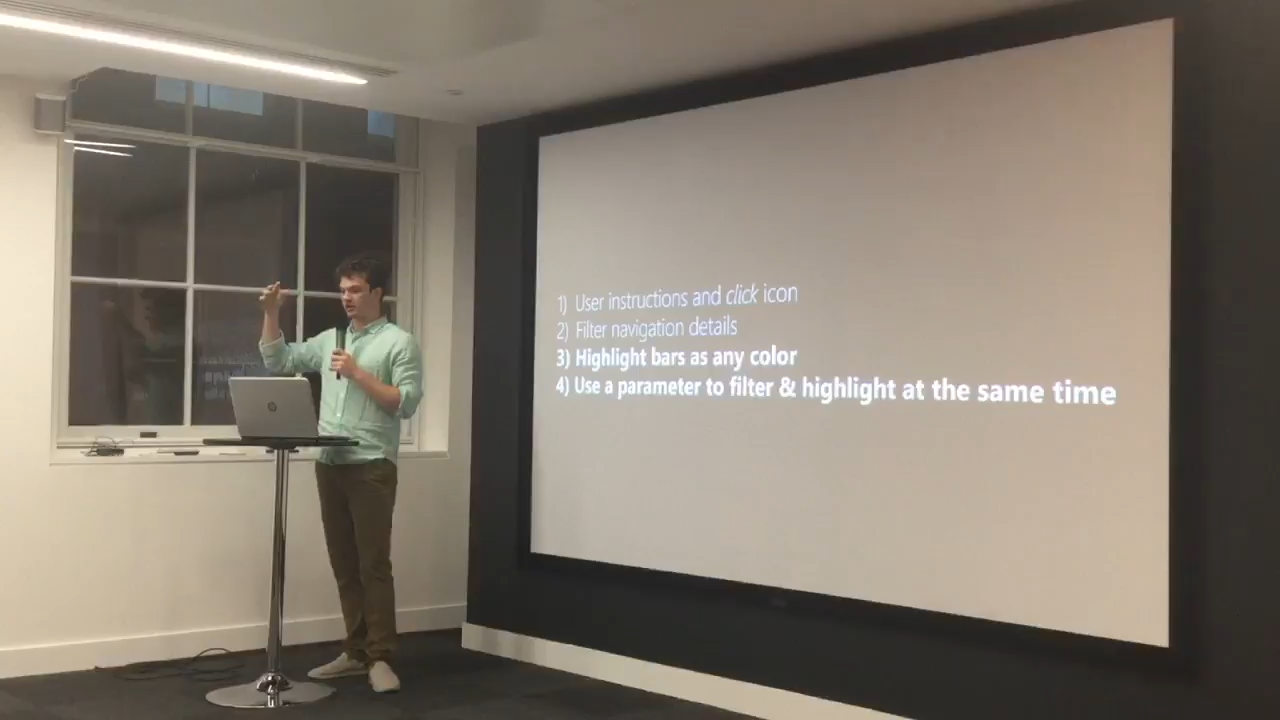 1) User instructions and click icon
2) Filter navigation details
3) Highlight bars as any color
4) Use a parameter to filter & highlight at the same time